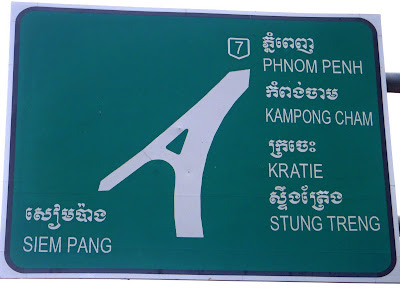 7
ភ្នំពេញ
PHNOM PENH
កំពង់ចាម
KAMPONG CHAM
ក្រចេះ
KRATIE
ស្ទឹងត្រែង
STUNG TRENG
សៀមប៉ាង
SIEM PANG